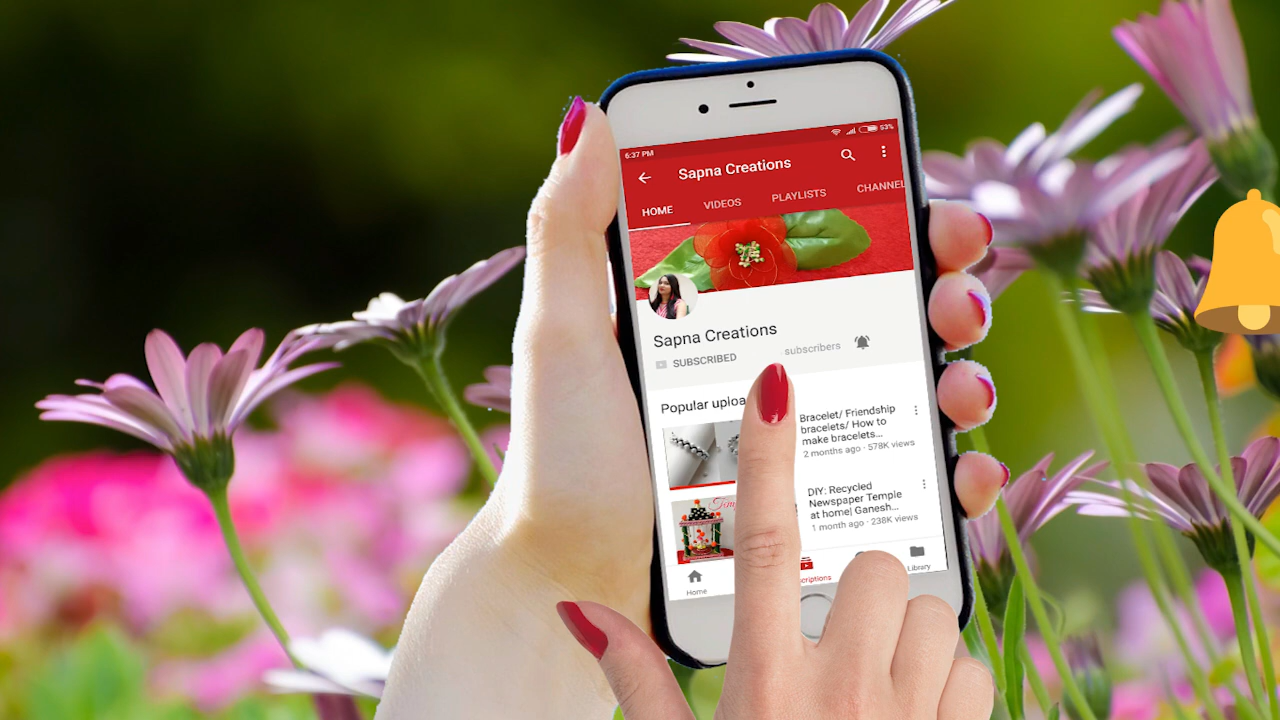 6:37 PM
53%
Sapna Creations
HOME VIDEOS PLAYLISTS CHANNEL
Sapna Creations
SUBSCRIBED subscribers
Popular uploa
Bracelet/ Friendship
bracelets/ How to
make bracelets...
2 months ago · 578K views
DIY: Recycled
Newspaper Temple
at home| Ganesh...
1 month ago · 238K views
Home
criptions
Library